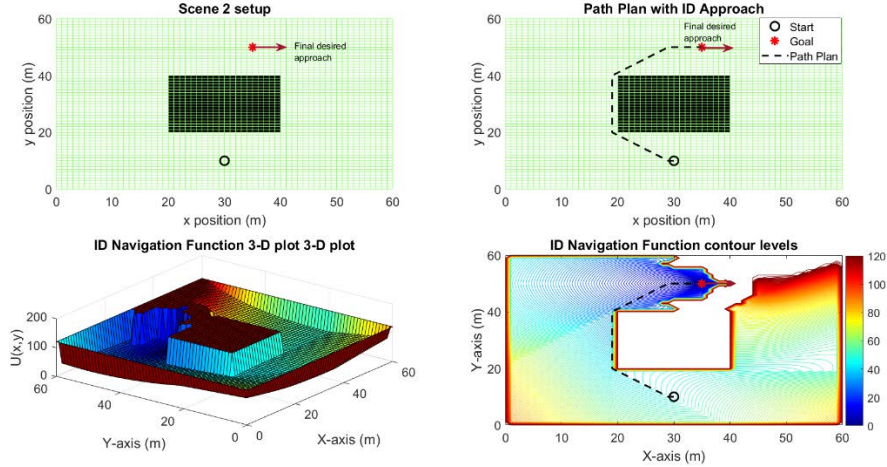 Scene 2 setup
60
40
20
0
y position (m)
Final desired
approach
0
10
20
30
40
50
60
x position (m)
Path Plan with ID Approach
60
40
20
0
y position (m)
Final desired
approach
Start
Goal
Path Plan
0
10
20
30
40
50
60
x position (m)
ID Navigation Function 3-D plot 3-D plot
200
100
0
U(x,y)
60
40
20
0
Y-axis (m)
0
20
40
60
X-axis (m)
ID Navigation Function contour levels
60
50
40
30
20
10
0
Y-axis (m)
0
10
20
30
40
50
60
X-axis (m)
120
100
80
60
40
20
0